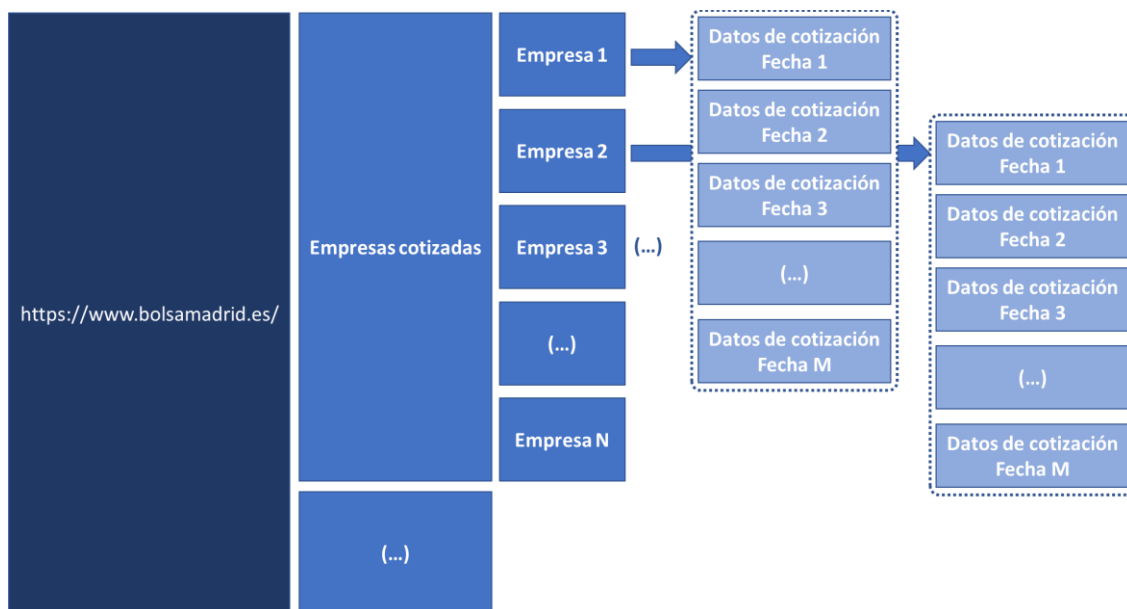 https://www.bolsamadrid.es/
Empresas cotizadas
(...)
Empresa 1
Empresa 2
Empresa 3
(...)
(...)
Empresa N
Datos de cotización
Fecha 1
Datos de cotización
Fecha 2
Datos de cotización
Fecha 3
(...)
Datos de cotización
Fecha M
Datos de cotización
Fecha 1
Datos de cotización
Fecha 2
Datos de cotización
Fecha 3
(...)
Datos de cotización
Fecha M